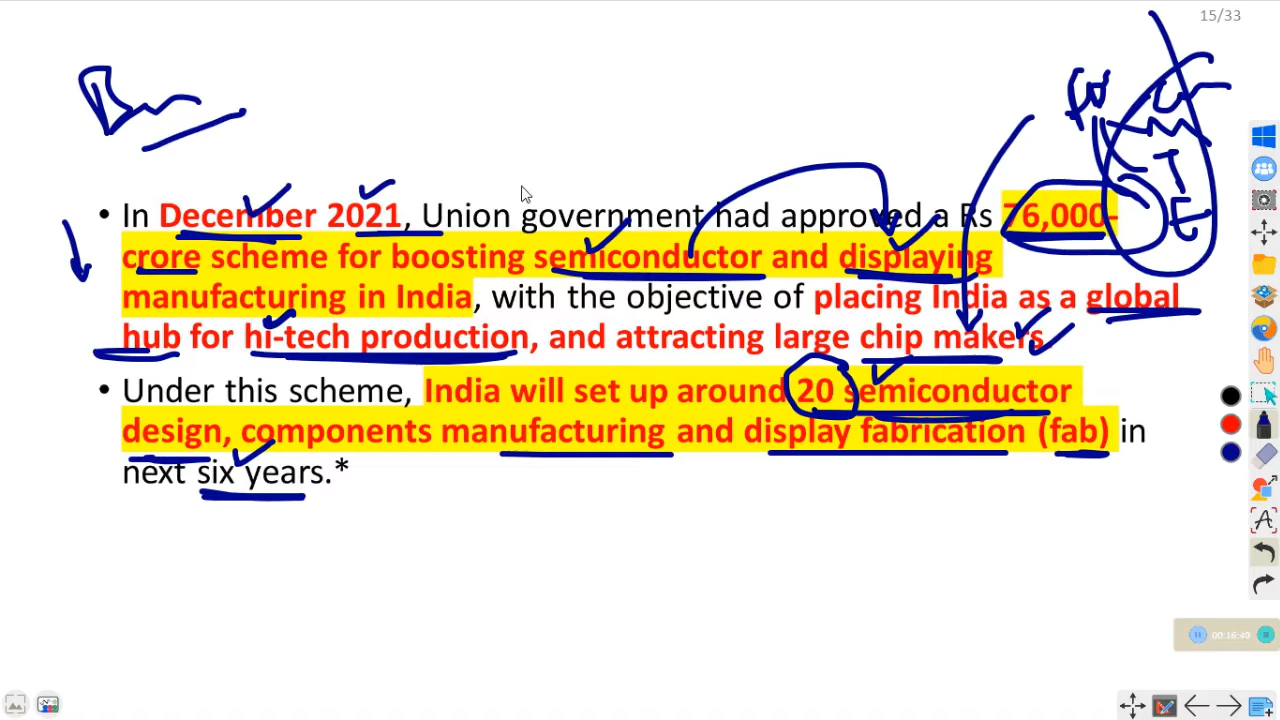 15/33
• In December 2021, Union government had approved a Rs 76,000-
crore scheme for boosting semiconductor and displaying
manufacturing in India, with the objective of placing India as a global
hub for hi-tech production, and attracting large chip makers.
• Under this scheme, India will set up around 20 semiconductor
design, components manufacturing and display fabrication (fab) in
next six years.*
00:16:40